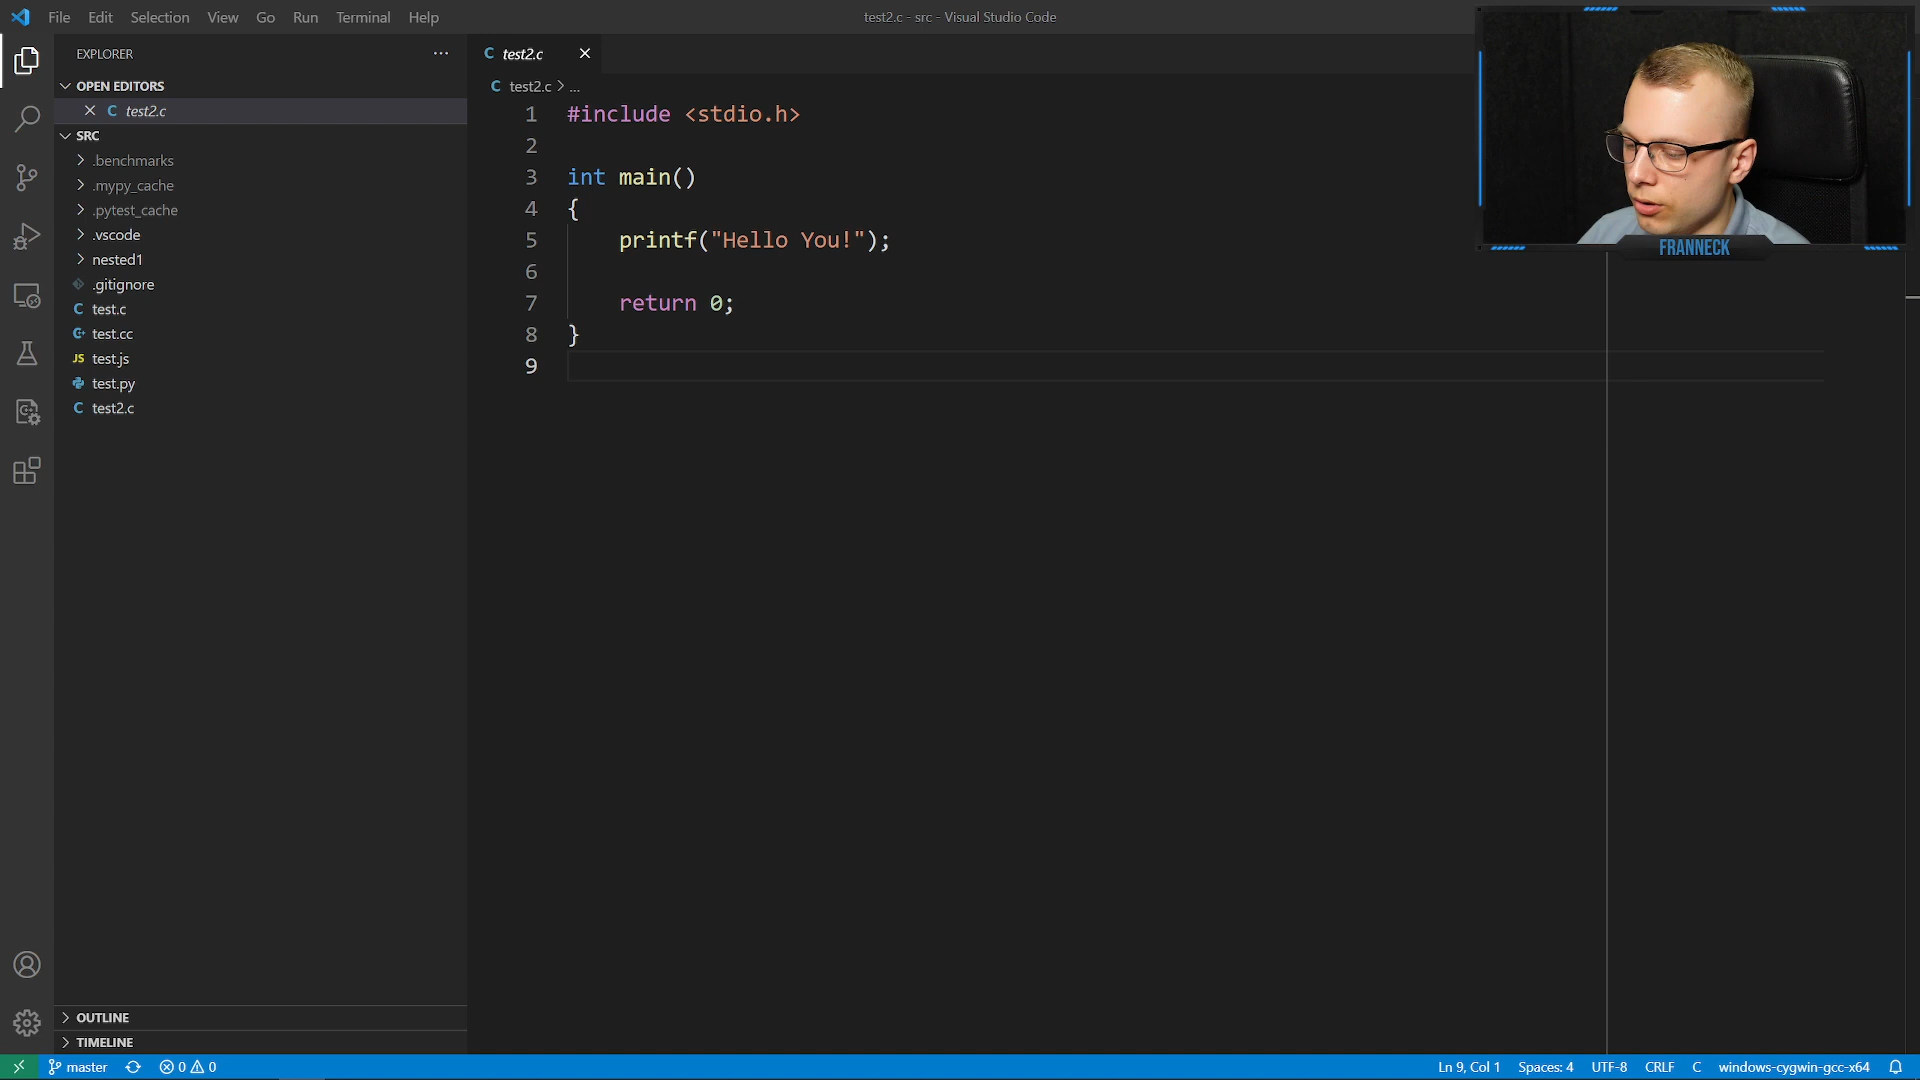 File Edit Selection View Go Run Terminal Help
test2.c - src - Visual Studio Code
EXPLORER
OPEN EDITORS
C test2.c
SRC
.benchmarks
.mypy_cache
.pytest_cache
.vscode
nested1
.gitignore
C test.c
C+ test.cc
JS test.js
test.py
C test2.c
OUTLINE
TIMELINE
C test2.c
C test2.c > ...
1 #include <stdio.h>
2
3 int main()
4 {
5 printf("Hello You!");
6
7 return 0;
8 }
9
FRANNECK
master 0 0
Ln 9, Col 1 Spaces: 4 UTF-8 CRLF C windows-cygwin-gcc-x64